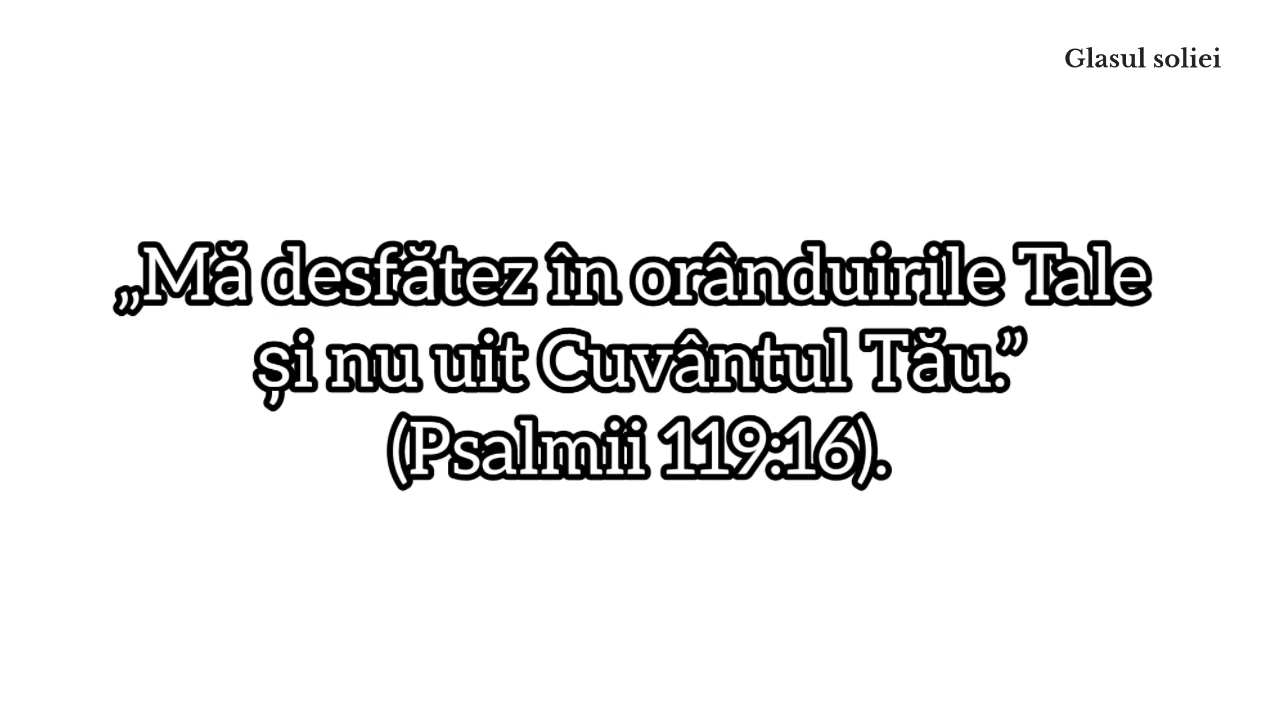 Glasul soliei
„Mă desfătez în orânduirile Tale
și nu uit Cuvântul Tău.”
(Psalmii 119:16).